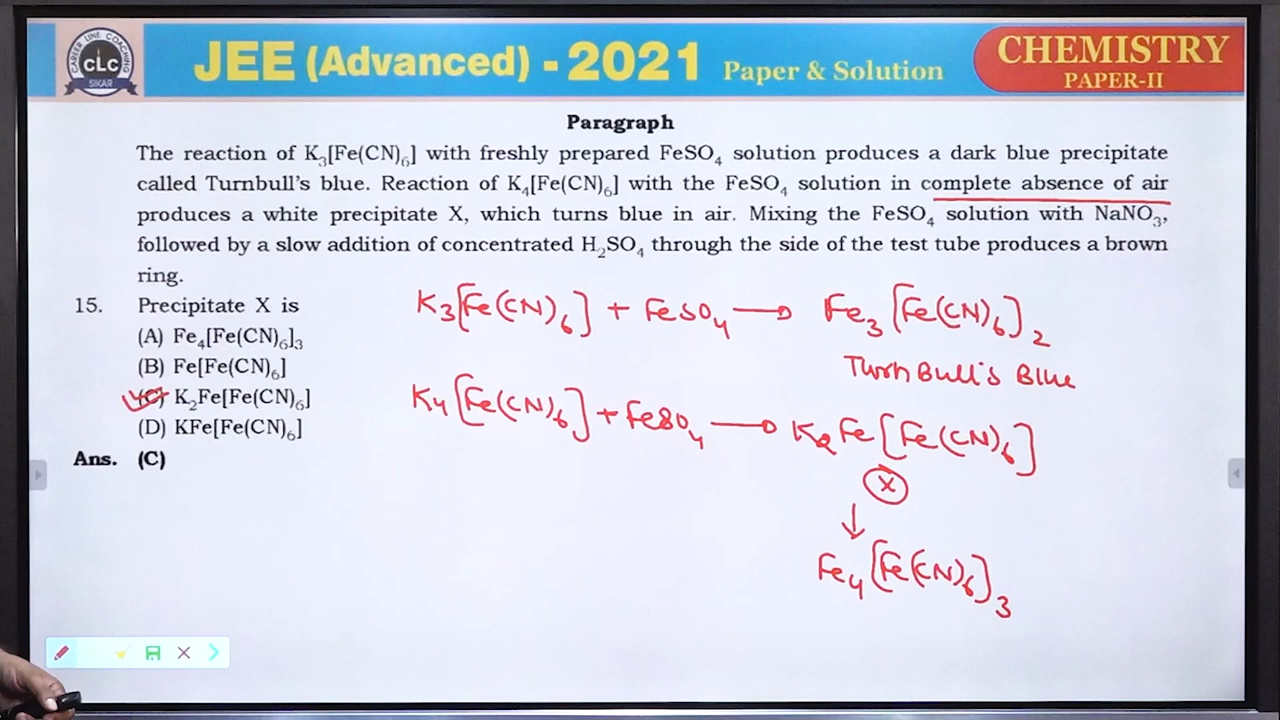 CAREER LINE COACHING
CLC
SIKAR
JEE (Advanced) - 2021 Paper & Solution
CHEMISTRY
PAPER-II
Paragraph
The reaction of K₃[Fe(CN)₆] with freshly prepared FeSO₄ solution produces a dark blue precipitate
called Turnbull's blue. Reaction of K₄[Fe(CN)₆] with the FeSO₄ solution in complete absence of air
produces a white precipitate X, which turns blue in air. Mixing the FeSO₄ solution with NaNO₃,
followed by a slow addition of concentrated H₂SO₄ through the side of the test tube produces a brown
ring.
15. Precipitate X is
(A) Fe₄[Fe(CN)₆]₃
(B) Fe[Fe(CN)₆]
(C) K₂Fe[Fe(CN)₆]
(D) KFe[Fe(CN)₆]
Ans. (C)
K₃[Fe(CN)₆] + FeSO₄ → Fe₃[Fe(CN)₆]₂
TurnBull's Blue
K₄[Fe(CN)₆] + FeSO₄ → K₂Fe[Fe(CN)₆]
X
↓
Fe₄[Fe(CN)₆]₃